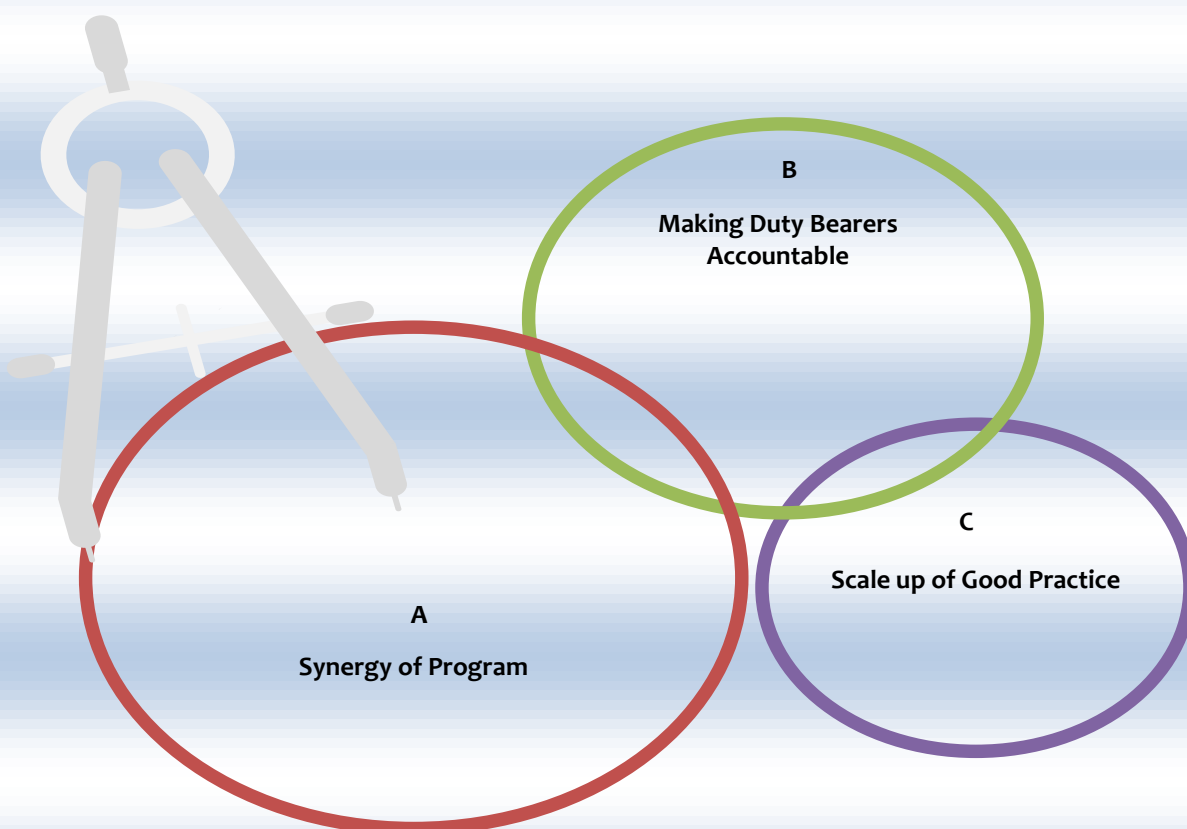 B
Making Duty Bearers
Accountable
C
Scale up of Good Practice
A
Synergy of Program